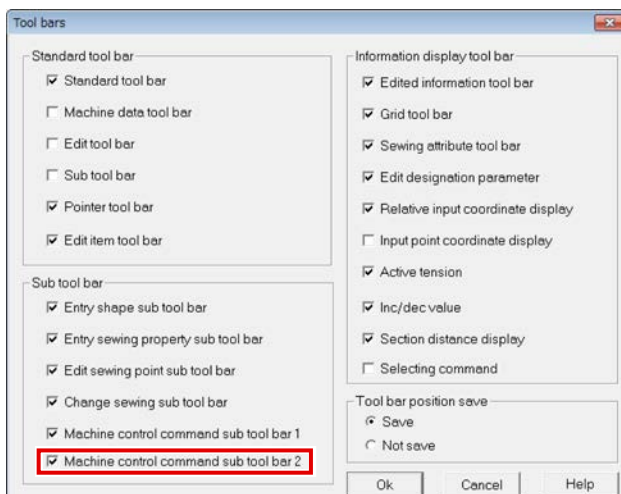 Tool bars
Standard tool bar
Standard tool bar
Machine data tool bar
Edit tool bar
Sub tool bar
Pointer tool bar
Edit item tool bar
Sub tool bar
Entry shape sub tool bar
Entry sewing property sub tool bar
Edit sewing point sub tool bar
Change sewing sub tool bar
Machine control command sub tool bar 1
Machine control command sub tool bar 2
Information display tool bar
Edited information tool bar
Grid tool bar
Sewing attribute tool bar
Edit designation parameter
Relative input coordinate display
Input point coordinate display
Active tension
Inc/dec value
Section distance display
Selecting command
Tool bar position save
Save
Not save
Ok
Cancel
Help